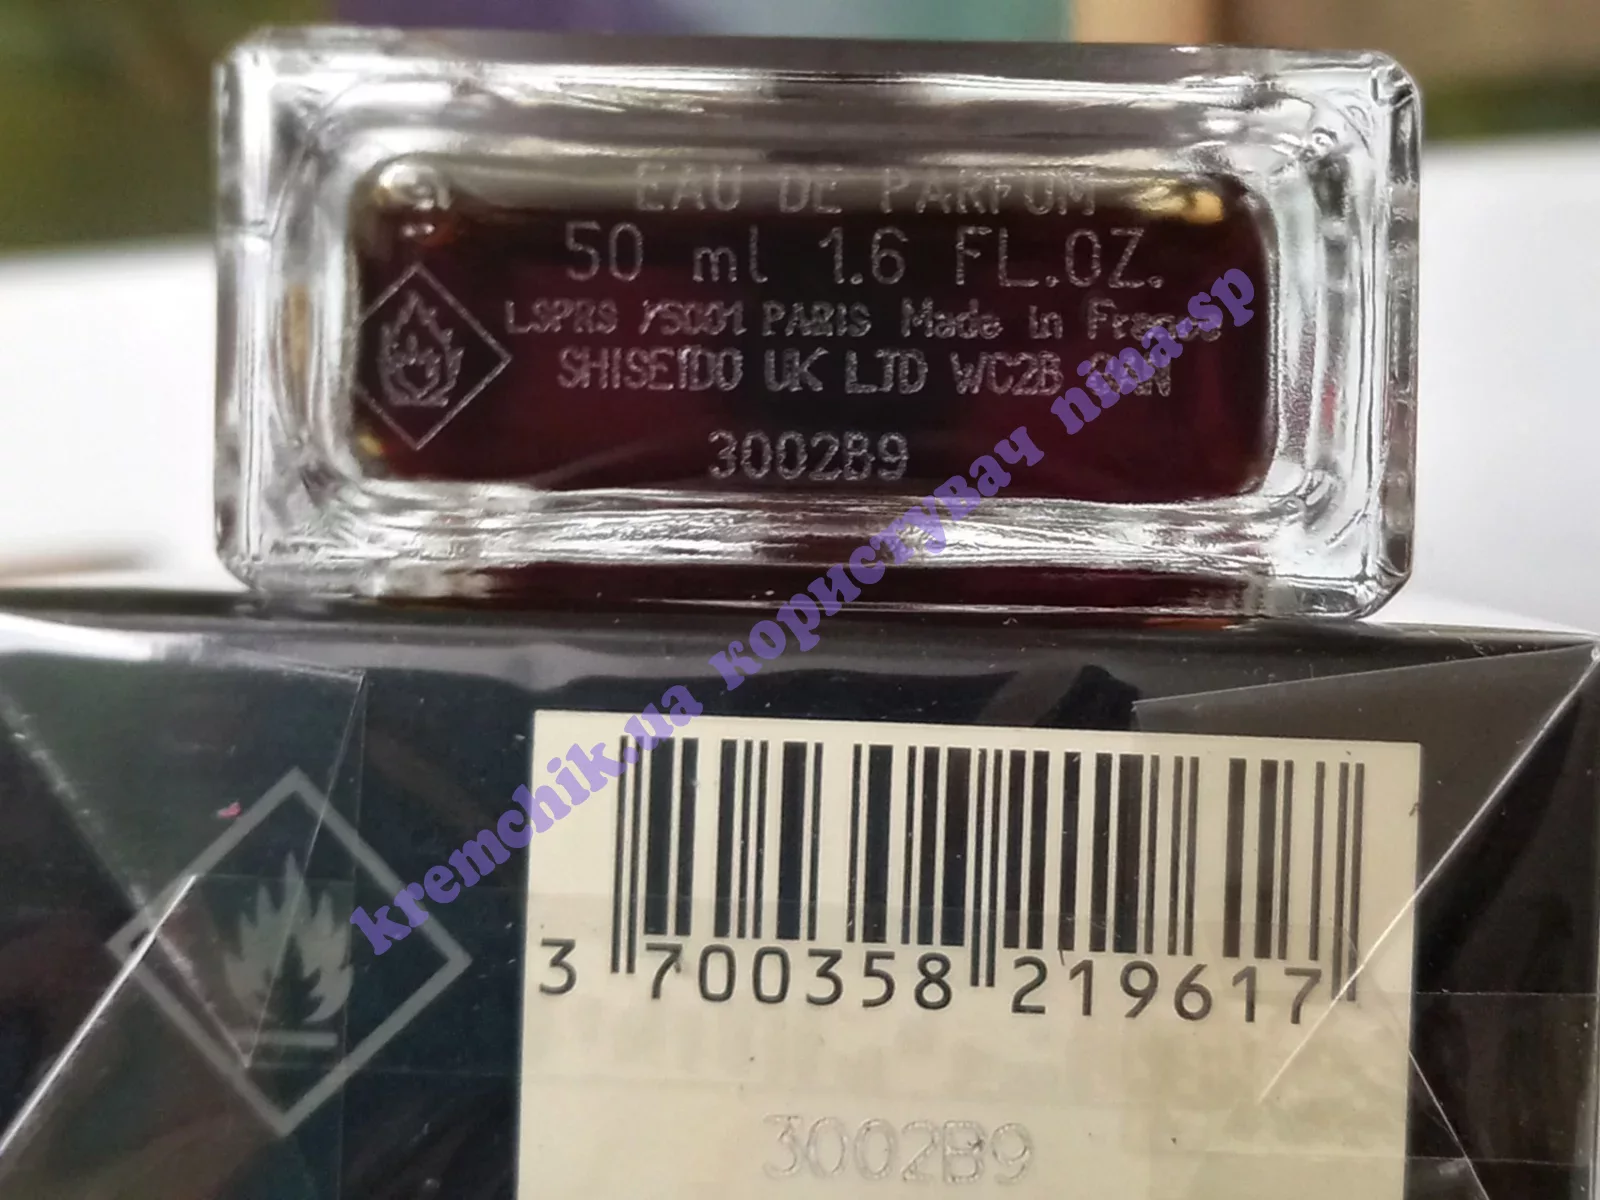 EAU DE PARFUM
50 ml 1.6 FL.OZ.
LSPRS 75001 PARIS Made in France
SHISEIDO UK LTD WC2B
3002B9
kremchik.ua користувач nina-sp
3 700358 219617
3002B9